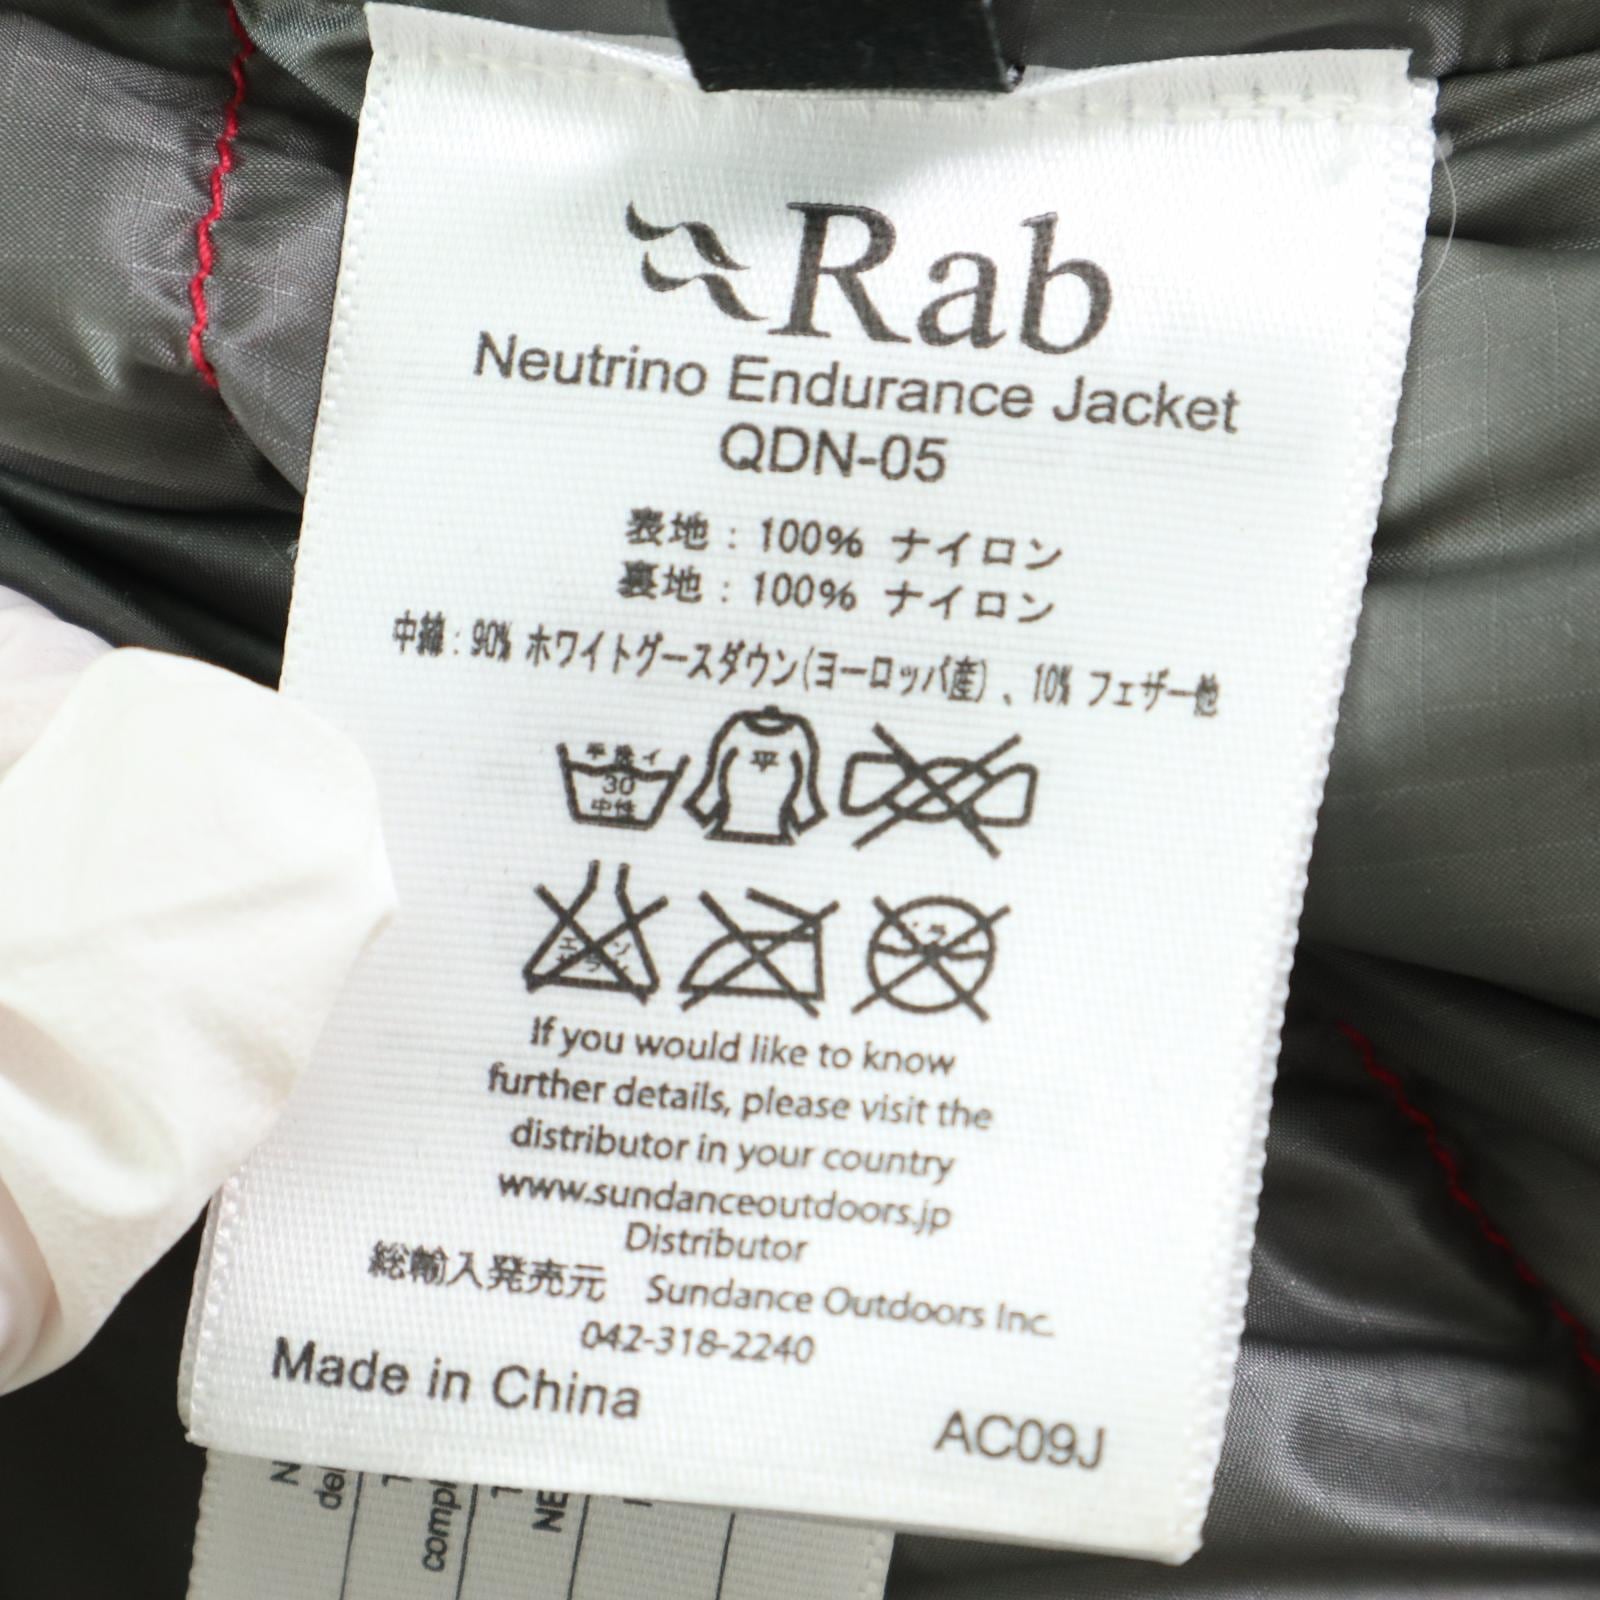 Rab
Neutrino Endurance Jacket
QDN-05
表地 : 100% ナイロン
裏地 : 100% ナイロン
中綿 : 90% ホワイトグースダウン(ヨーロッパ産) 、10% フェザー他
平
30
中性
If you would like to know
further details, please visit the
distributor in your country
www.sundanceoutdoors.jp
Distributor
総輸入発売元 Sundance Outdoors Inc.
042-318-2240
Made in China
AC09J